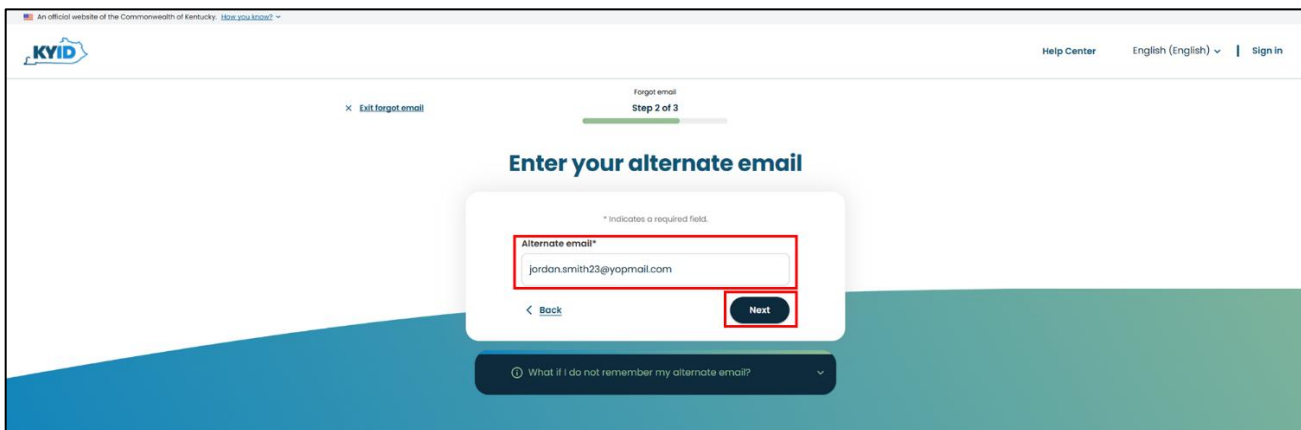 An official website of the Commonwealth of Kentucky. How you know?
KYID
Help Center English (English) Sign in
Forgot email
Exit forgot email Step 2 of 3
Enter your alternate email
* Indicates a required field.
Alternate email*
jordan.smith23@yopmail.com
Back Next
What if I do not remember my alternate email?